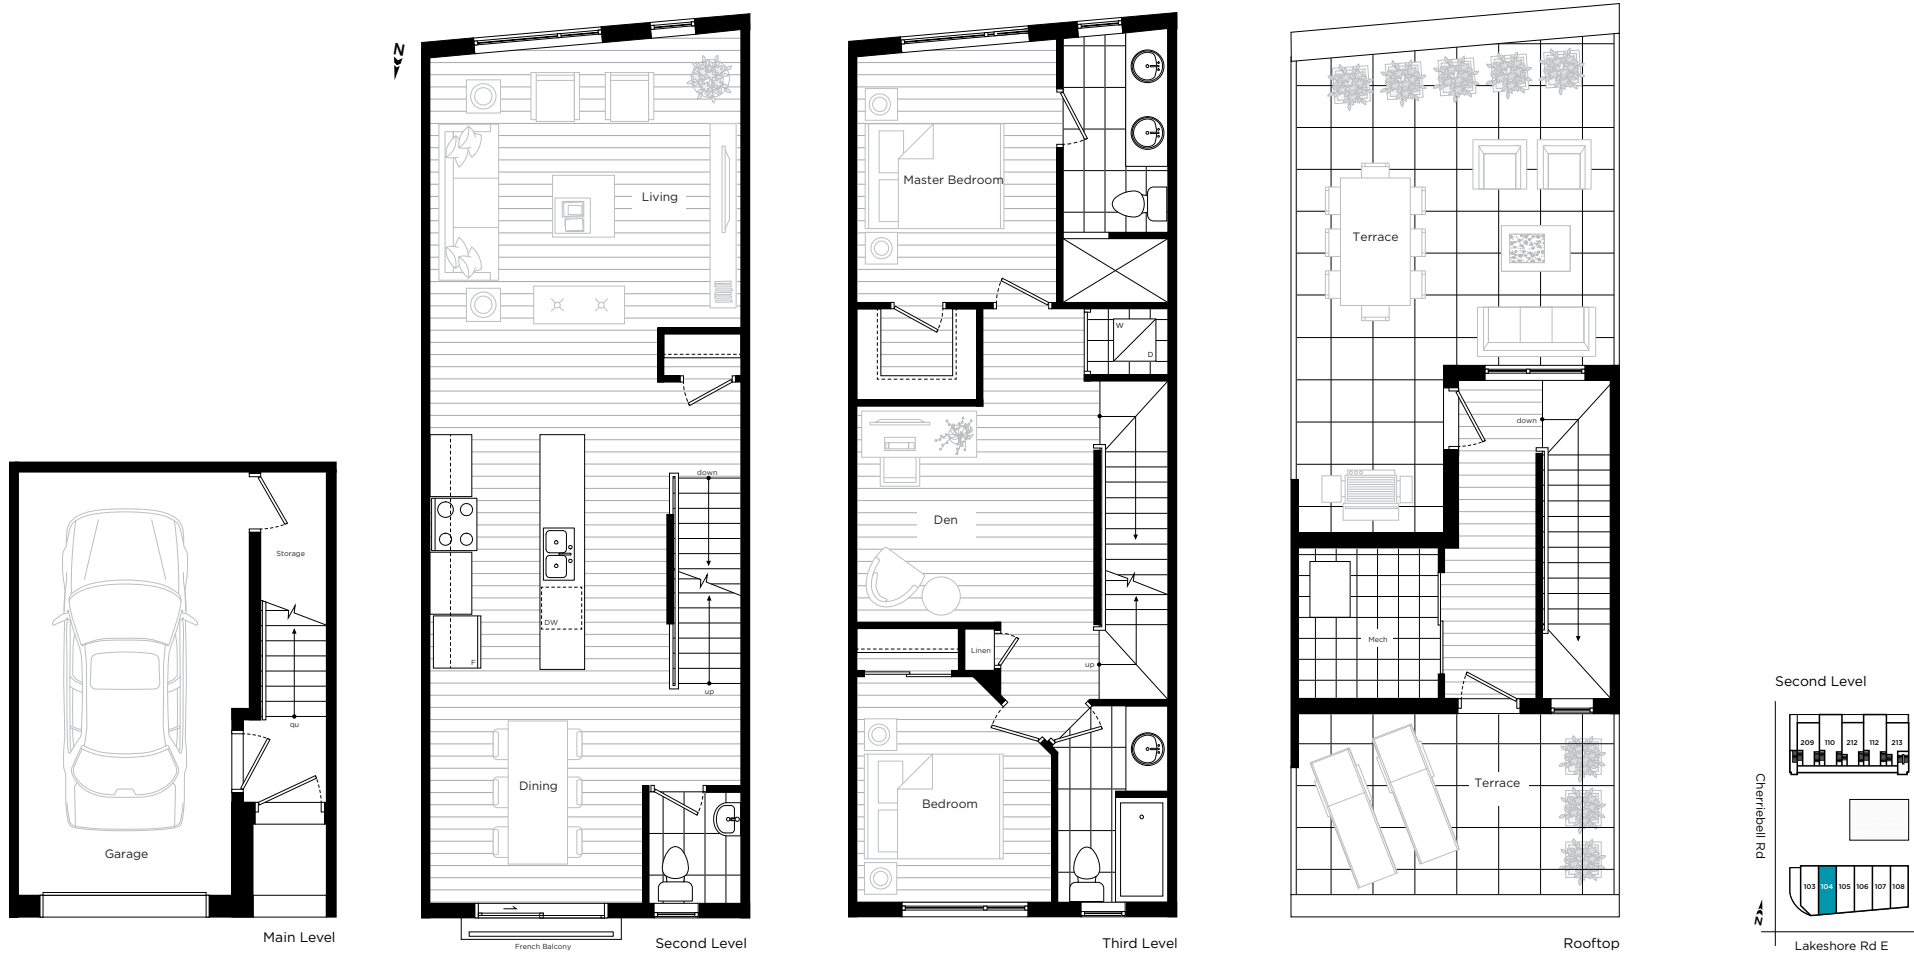 Storage
qu
Garage
Main Level
N
Living
down
up
DW
F
Dining
French Balcony
Second Level
Master Bedroom
W
D
Den
up
Linen
Bedroom
Third Level
Terrace
down
Mech
Terrace
Rooftop
Second Level
209 110 212 112 213
Cherriebell Rd
103 104 105 106 107 108
N
Lakeshore Rd E